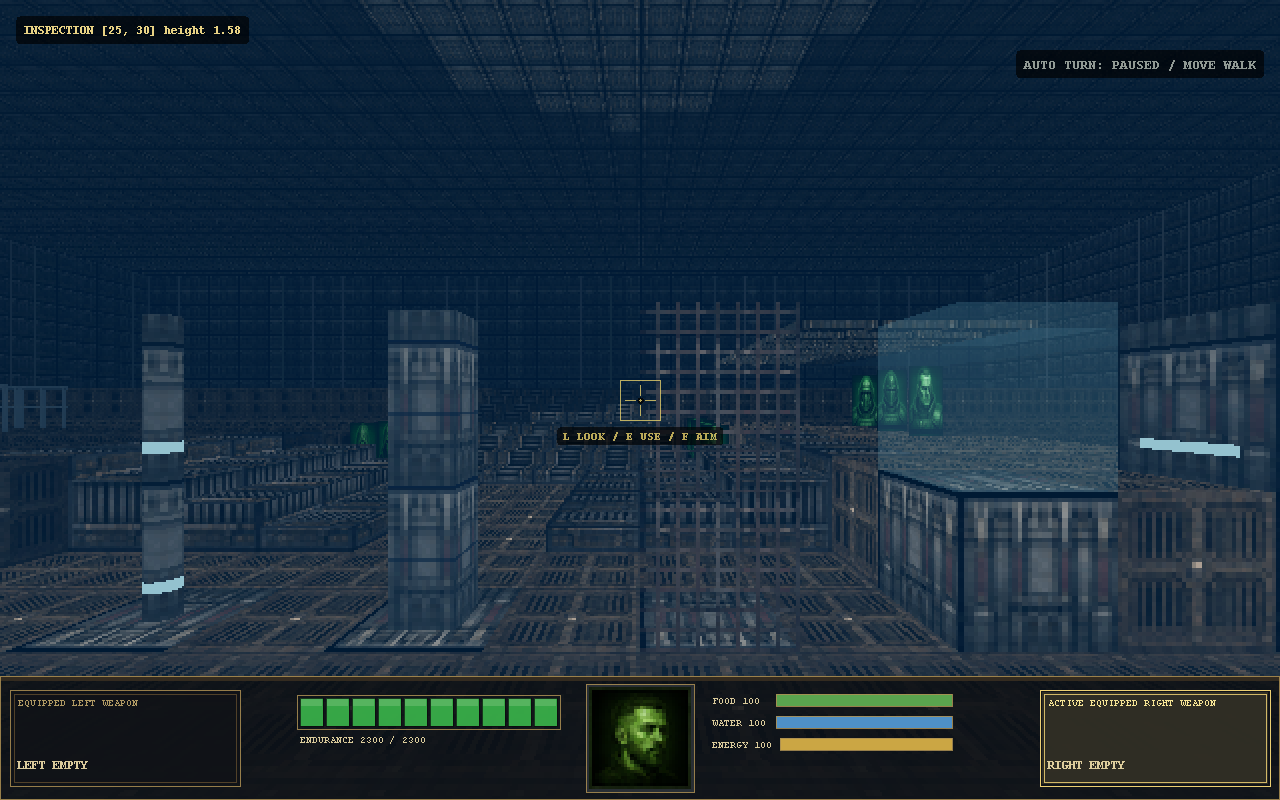 INSPECTION [25, 30] height 1.58
AUTO TURN: PAUSED / MOVE WALK
L LOOK / E USE / F AIM
EQUIPPED LEFT WEAPON
LEFT EMPTY
ENDURANCE 2300 / 2300
FOOD 100
WATER 100
ENERGY 100
ACTIVE EQUIPPED RIGHT WEAPON
RIGHT EMPTY